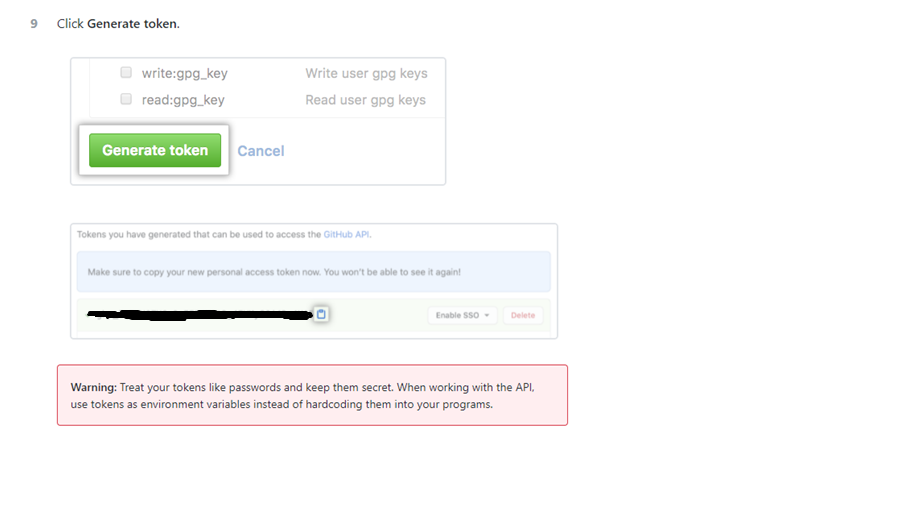 9 Click Generate token.
write:gpg_key Write user gpg keys
read:gpg_key Read user gpg keys
Generate token Cancel
Tokens you have generated that can be used to access the GitHub API.
Make sure to copy your new personal access token now. You won't be able to see it again!
Enable SSO Delete
Warning: Treat your tokens like passwords and keep them secret. When working with the API,
use tokens as environment variables instead of hardcoding them into your programs.